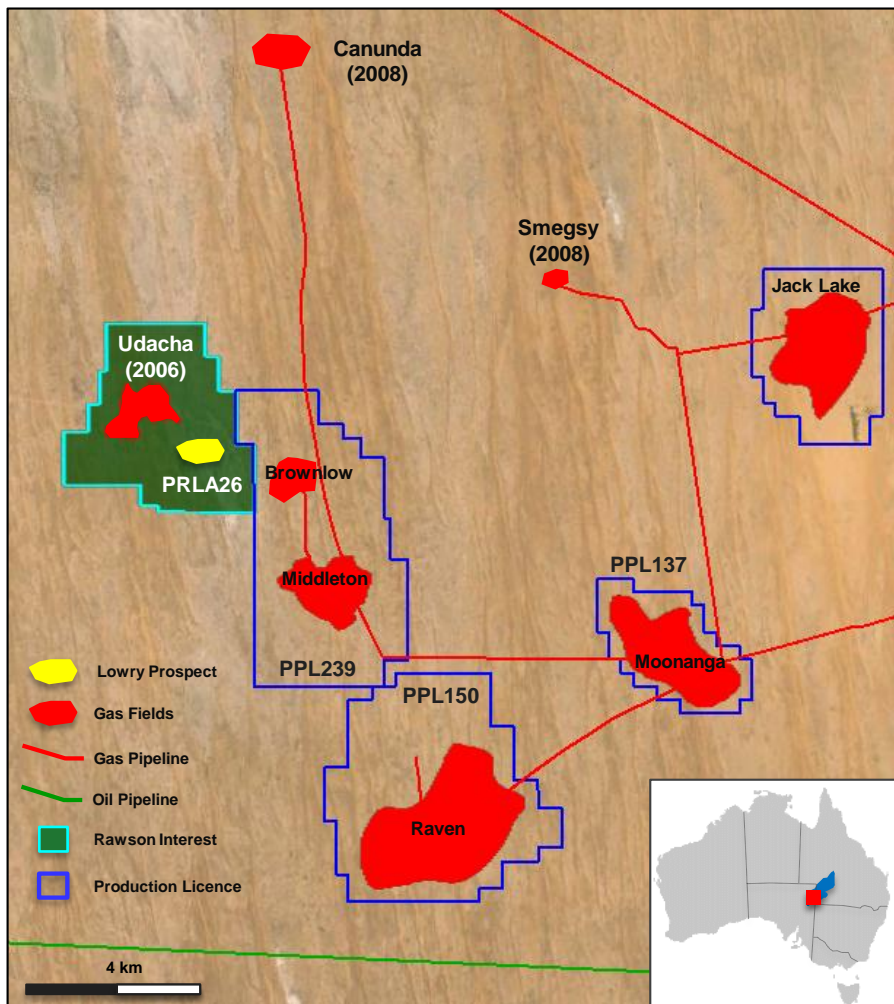 Canunda
(2008)
Smegsy
(2008)
Jack Lake
Udacha
(2006)
PRLA26
Brownlow
Middleton
PPL137
Moonanga
PPL239
PPL150
Raven
Lowry Prospect
Gas Fields
Gas Pipeline
Oil Pipeline
Rawson Interest
Production Licence
4 km